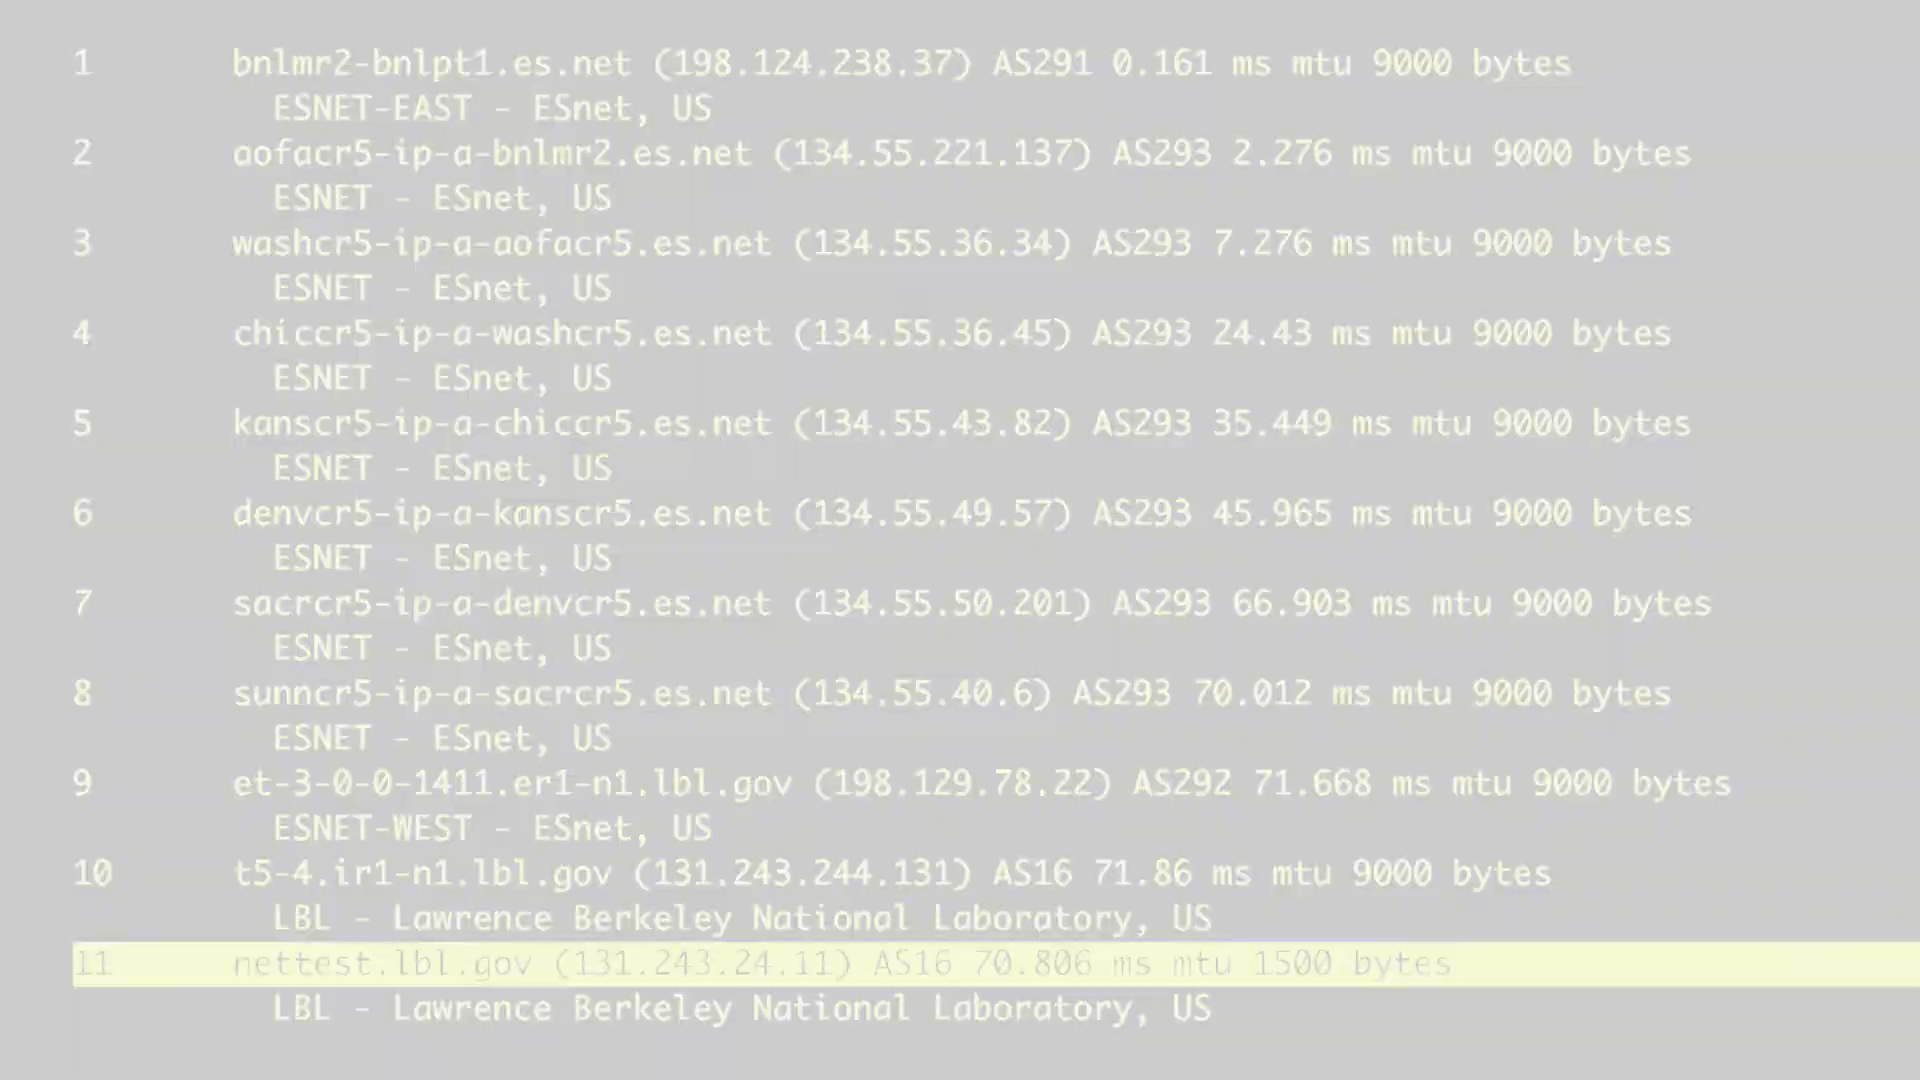 1 bnlmr2-bnlpt1.es.net (198.124.238.37) AS291 0.161 ms mtu 9000 bytes
ESNET-EAST - ESnet, US
2 aofacr5-ip-a-bnlmr2.es.net (134.55.221.137) AS293 2.276 ms mtu 9000 bytes
ESNET - ESnet, US
3 washcr5-ip-a-aofacr5.es.net (134.55.36.34) AS293 7.276 ms mtu 9000 bytes
ESNET - ESnet, US
4 chiccr5-ip-a-washcr5.es.net (134.55.36.45) AS293 24.43 ms mtu 9000 bytes
ESNET - ESnet, US
5 kanscr5-ip-a-chiccr5.es.net (134.55.43.82) AS293 35.449 ms mtu 9000 bytes
ESNET - ESnet, US
6 denvcr5-ip-a-kanscr5.es.net (134.55.49.57) AS293 45.965 ms mtu 9000 bytes
ESNET - ESnet, US
7 sacrcr5-ip-a-denvcr5.es.net (134.55.50.201) AS293 66.903 ms mtu 9000 bytes
ESNET - ESnet, US
8 sunncr5-ip-a-sacrcr5.es.net (134.55.40.6) AS293 70.012 ms mtu 9000 bytes
ESNET - ESnet, US
9 et-3-0-0-1411.er1-n1.lbl.gov (198.129.78.22) AS292 71.668 ms mtu 9000 bytes
ESNET-WEST - ESnet, US
10 t5-4.ir1-n1.lbl.gov (131.243.244.131) AS16 71.86 ms mtu 9000 bytes
LBL - Lawrence Berkeley National Laboratory, US
11 nettest.lbl.gov (131.243.24.11) AS16 70.806 ms mtu 1500 bytes
LBL - Lawrence Berkeley National Laboratory, US